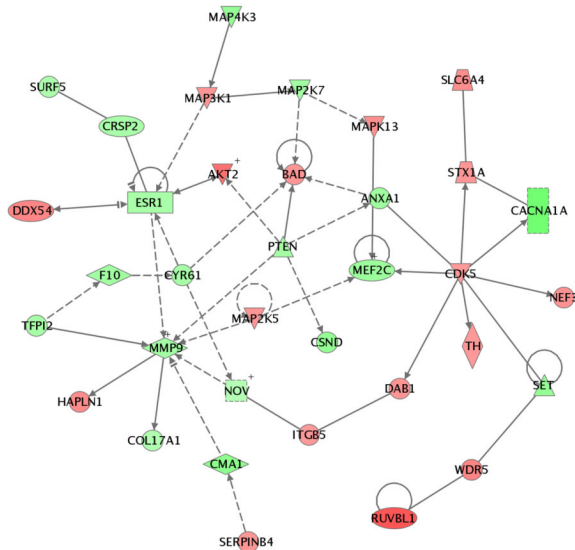 MAP4K3
SLC6A4
SURF5
MAP3K1
MAP2K7
CRSP2
MAPK13
AKT2
+
BAD
STX1A
DDX54
ESR1
ANXA1
CACNA1A
PTEN
F10
CYR61
MEF2C
CDK5
NEF3
TFPI2
MAP2K5
MMP9
+
CSND
TH
HAPLN1
NOV
+
DAB1
SET
COL17A1
ITGB5
CMA1
WDR5
RUVBL1
SERPINB4